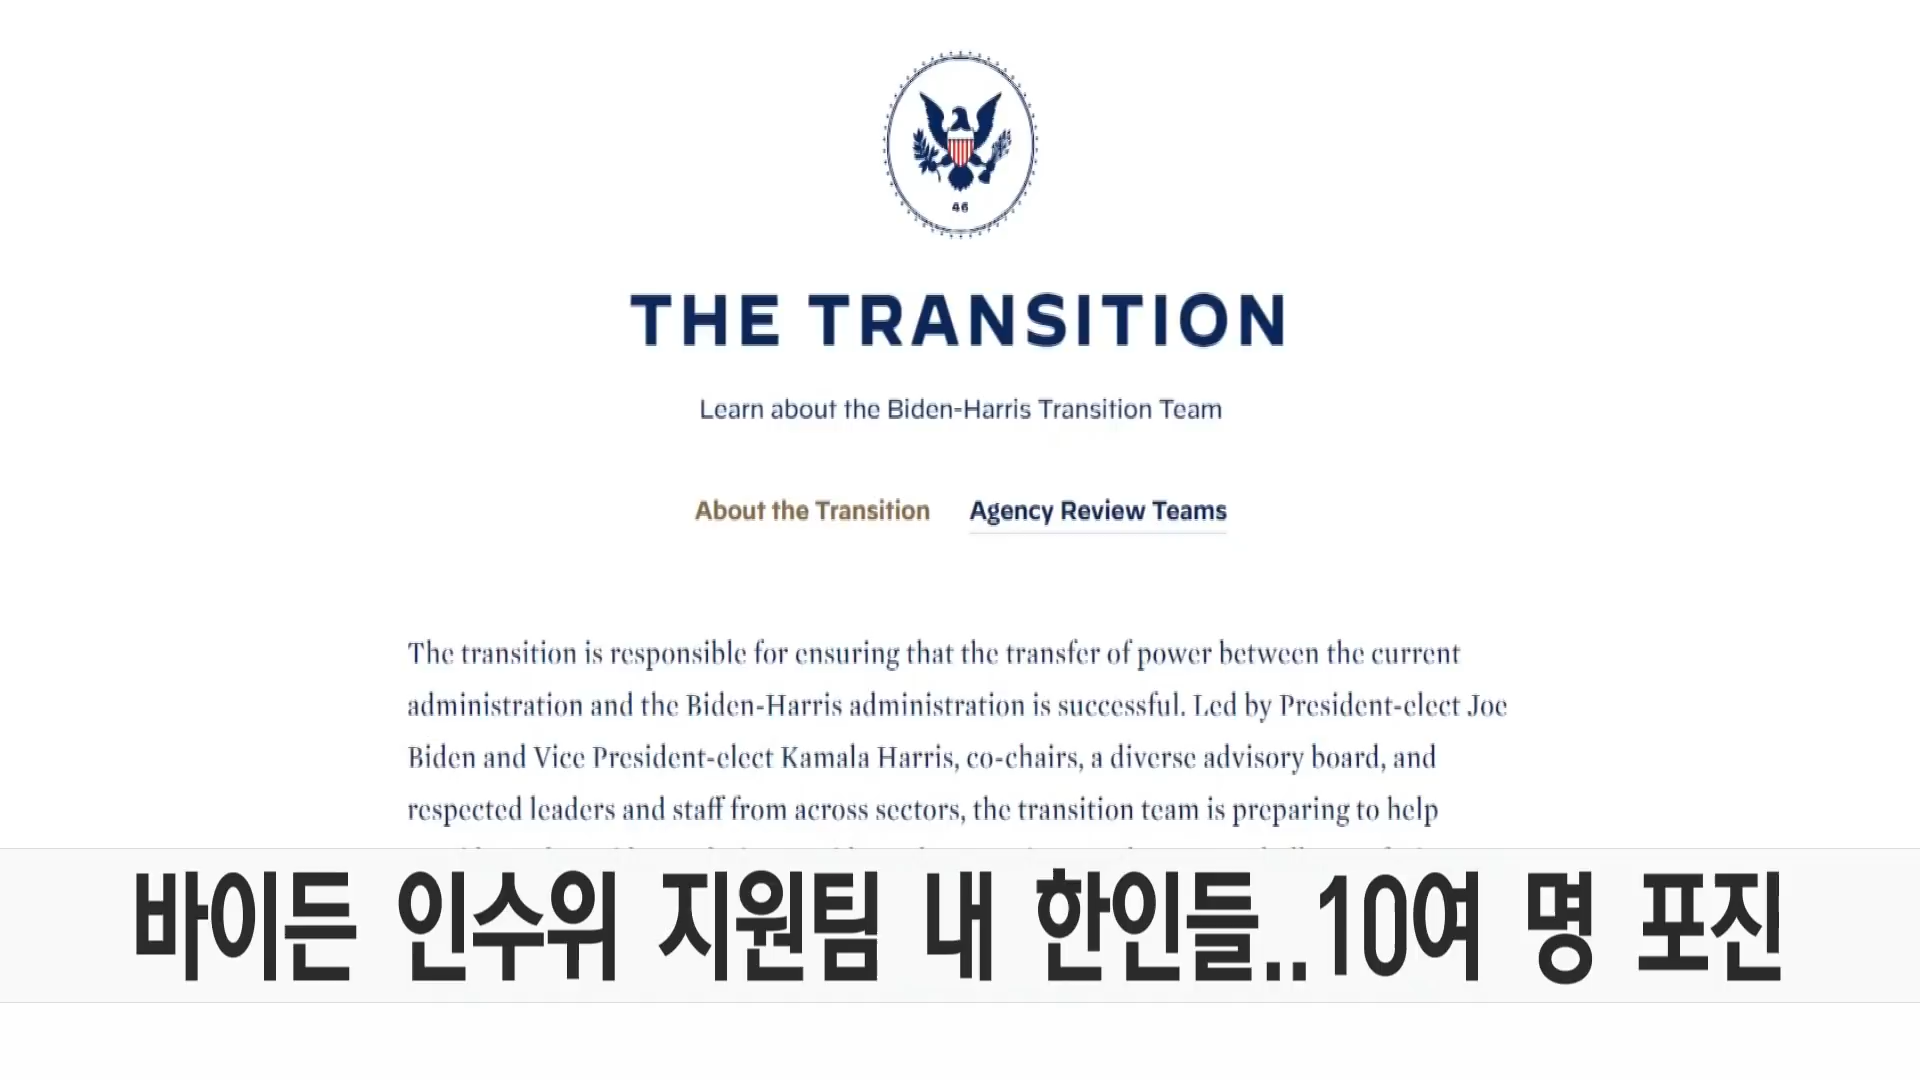 46
THE TRANSITION
Learn about the Biden-Harris Transition Team
About the Transition Agency Review Teams
The transition is responsible for ensuring that the transfer of power between the current
administration and the Biden-Harris administration is successful. Led by President-elect Joe
Biden and Vice President-elect Kamala Harris, co-chairs, a diverse advisory board, and
respected leaders and staff from across sectors, the transition team is preparing to help
바이든 인수위 지원팀 내 한인들..10여 명 포진